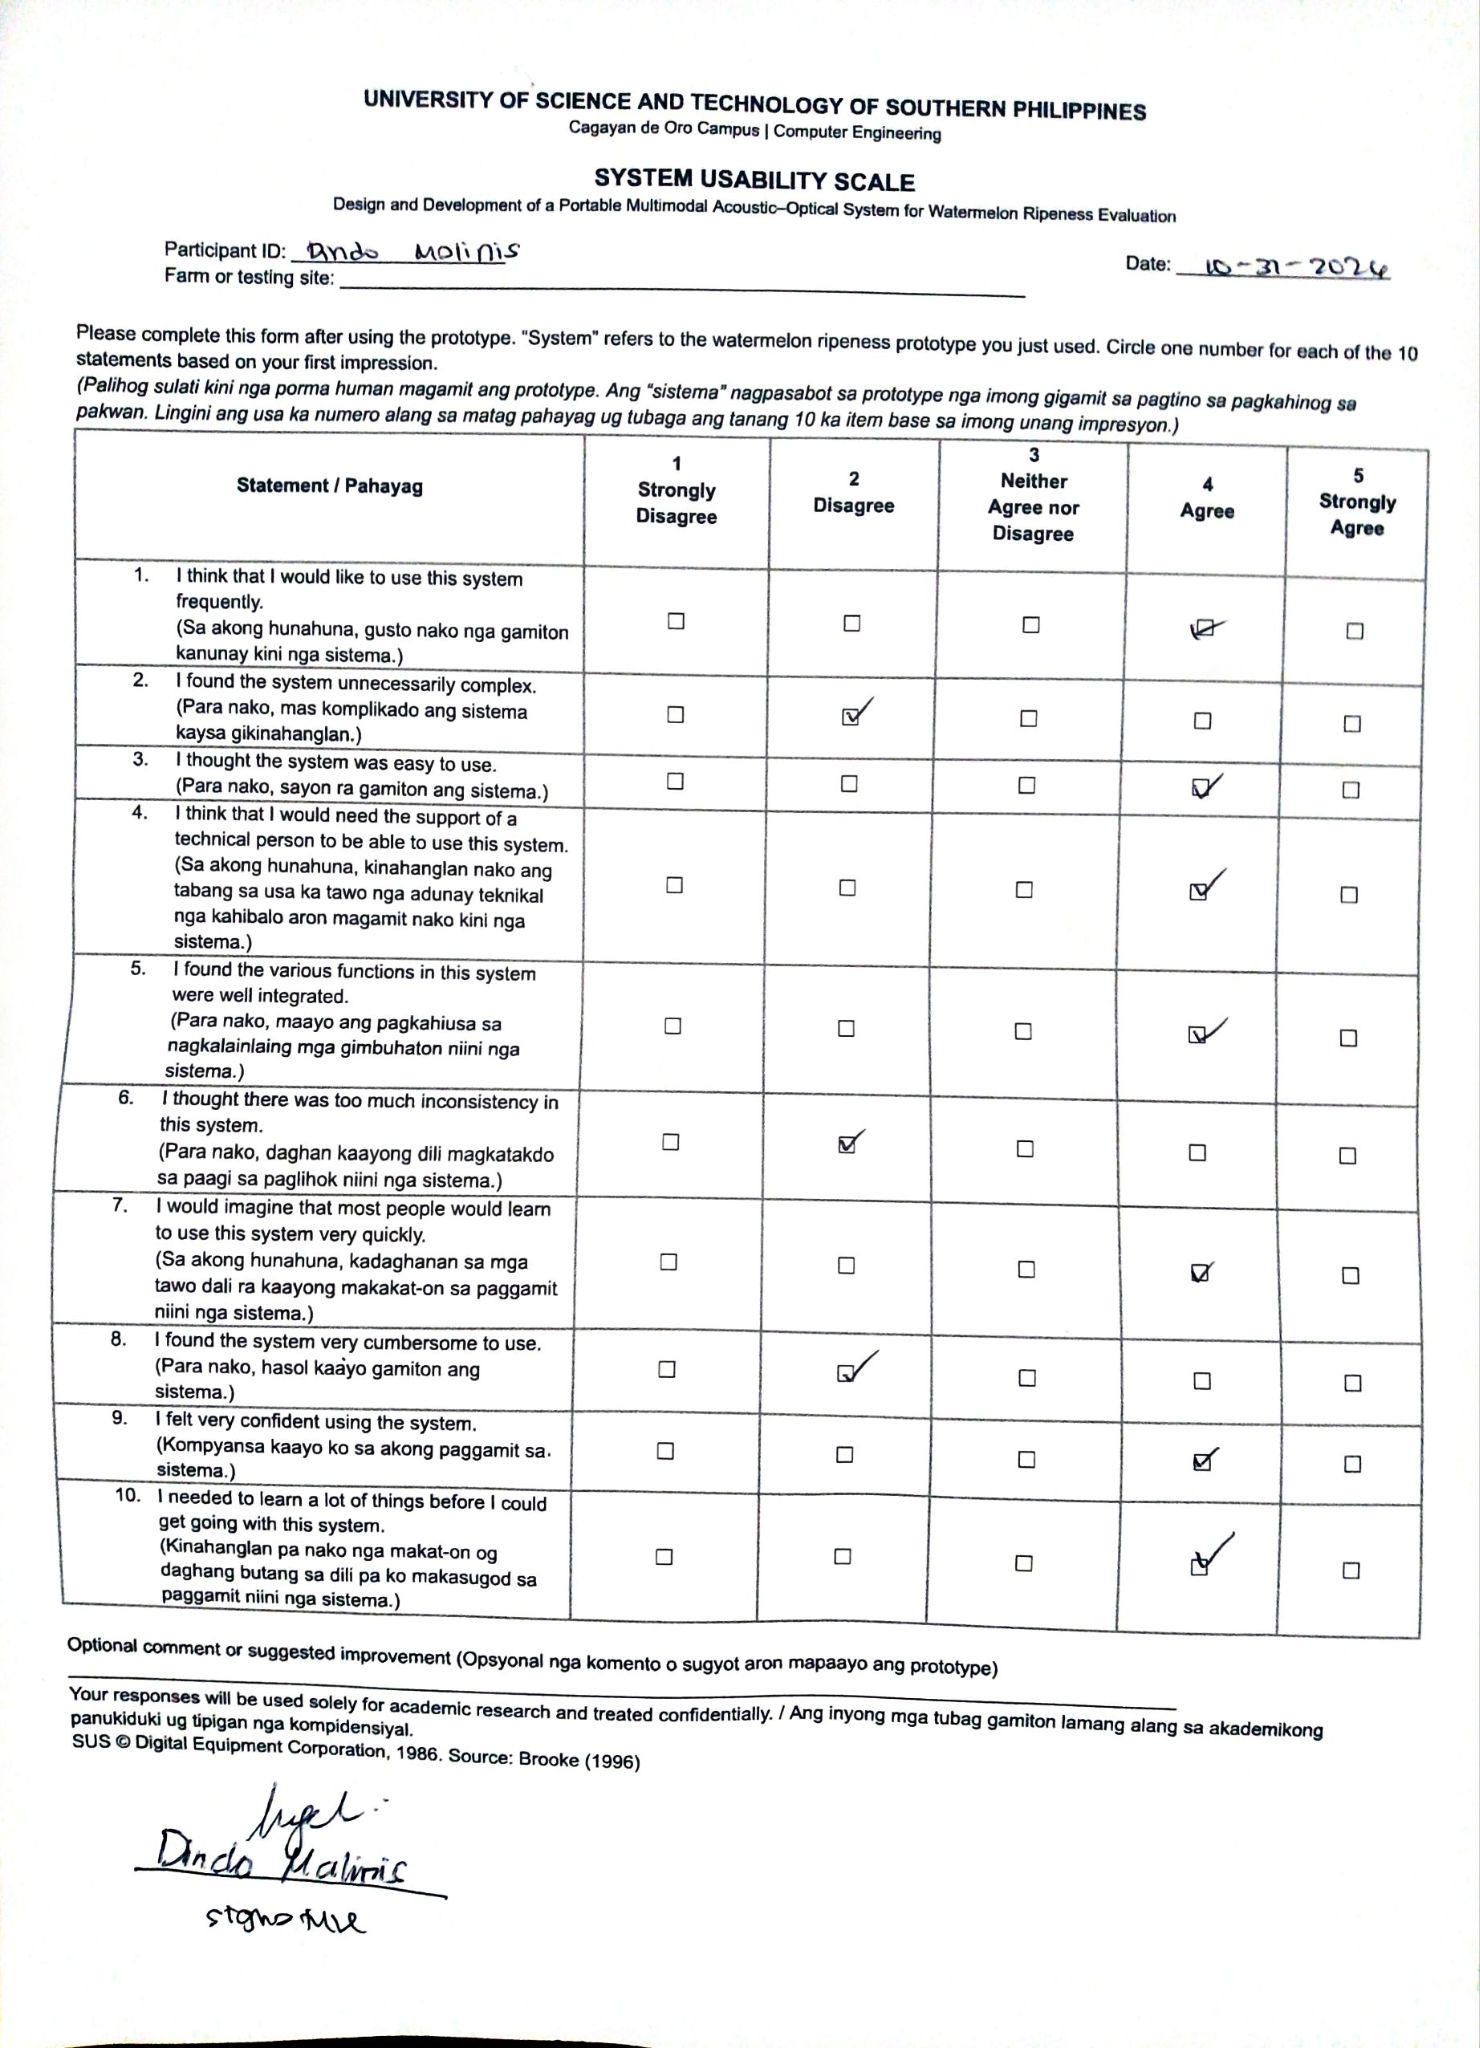 UNIVERSITY OF SCIENCE AND TECHNOLOGY OF SOUTHERN PHILIPPINES
Cagayan de Oro Campus | Computer Engineering
SYSTEM USABILITY SCALE
Design and Development of a Portable Multimodal Acoustic–Optical System for Watermelon Ripeness Evaluation
Participant ID: Dindo Molinis
Date: 10-31-2024
Farm or testing site:
Please complete this form after using the prototype. "System" refers to the watermelon ripeness prototype you just used. Circle one number for each of the 10
statements based on your first impression.
(Palihog sulati kini nga porma human magamit ang prototype. Ang "sistema" nagpasabot sa prototype nga imong gigamit sa pagtino sa pagkahinog sa
pakwan. Lingini ang usa ka numero alang sa matag pahayag ug tubaga ang tanang 10 ka item base sa imong unang impresyon.)
Statement / Pahayag
1
Strongly
Disagree
2
Disagree
3
Neither
Agree nor
Disagree
4
Agree
5
Strongly
Agree
1. I think that I would like to use this system
frequently.
(Sa akong hunahuna, gusto nako nga gamiton
kanunay kini nga sistema.)
2. I found the system unnecessarily complex.
(Para nako, mas komplikado ang sistema
kaysa gikinahanglan.)
3. I thought the system was easy to use.
(Para nako, sayon ra gamiton ang sistema.)
4. I think that I would need the support of a
technical person to be able to use this system.
(Sa akong hunahuna, kinahanglan nako ang
tabang sa usa ka tawo nga adunay teknikal
nga kahibalo aron magamit nako kini nga
sistema.)
5. I found the various functions in this system
were well integrated.
(Para nako, maayo ang pagkahiusa sa
nagkalainlaing mga gimbuhaton niini nga
sistema.)
6. I thought there was too much inconsistency in
this system.
(Para nako, daghan kaayong dili magkatakdo
sa paagi sa paglihok niini nga sistema.)
7. I would imagine that most people would learn
to use this system very quickly.
(Sa akong hunahuna, kadaghanan sa mga
tawo dali ra kaayong makakat-on sa paggamit
niini nga sistema.)
8. I found the system very cumbersome to use.
(Para nako, hasol kaayo gamiton ang
sistema.)
9. I felt very confident using the system.
(Kompyansa kaayo ko sa akong paggamit sa
sistema.)
10. I needed to learn a lot of things before I could
get going with this system.
(Kinahanglan pa nako nga makat-on og
daghang butang sa dili pa ko makasugod sa
paggamit niini nga sistema.)
Optional comment or suggested improvement (Opsyonal nga komento o sugyot aron mapaayo ang prototype)
Your responses will be used solely for academic research and treated confidentially. / Ang inyong mga tubag gamiton lamang alang sa akademikong
panukiduki ug tipigan nga kompidensiyal.
SUS © Digital Equipment Corporation, 1986. Source: Brooke (1996)
Dindo Malinis
signature